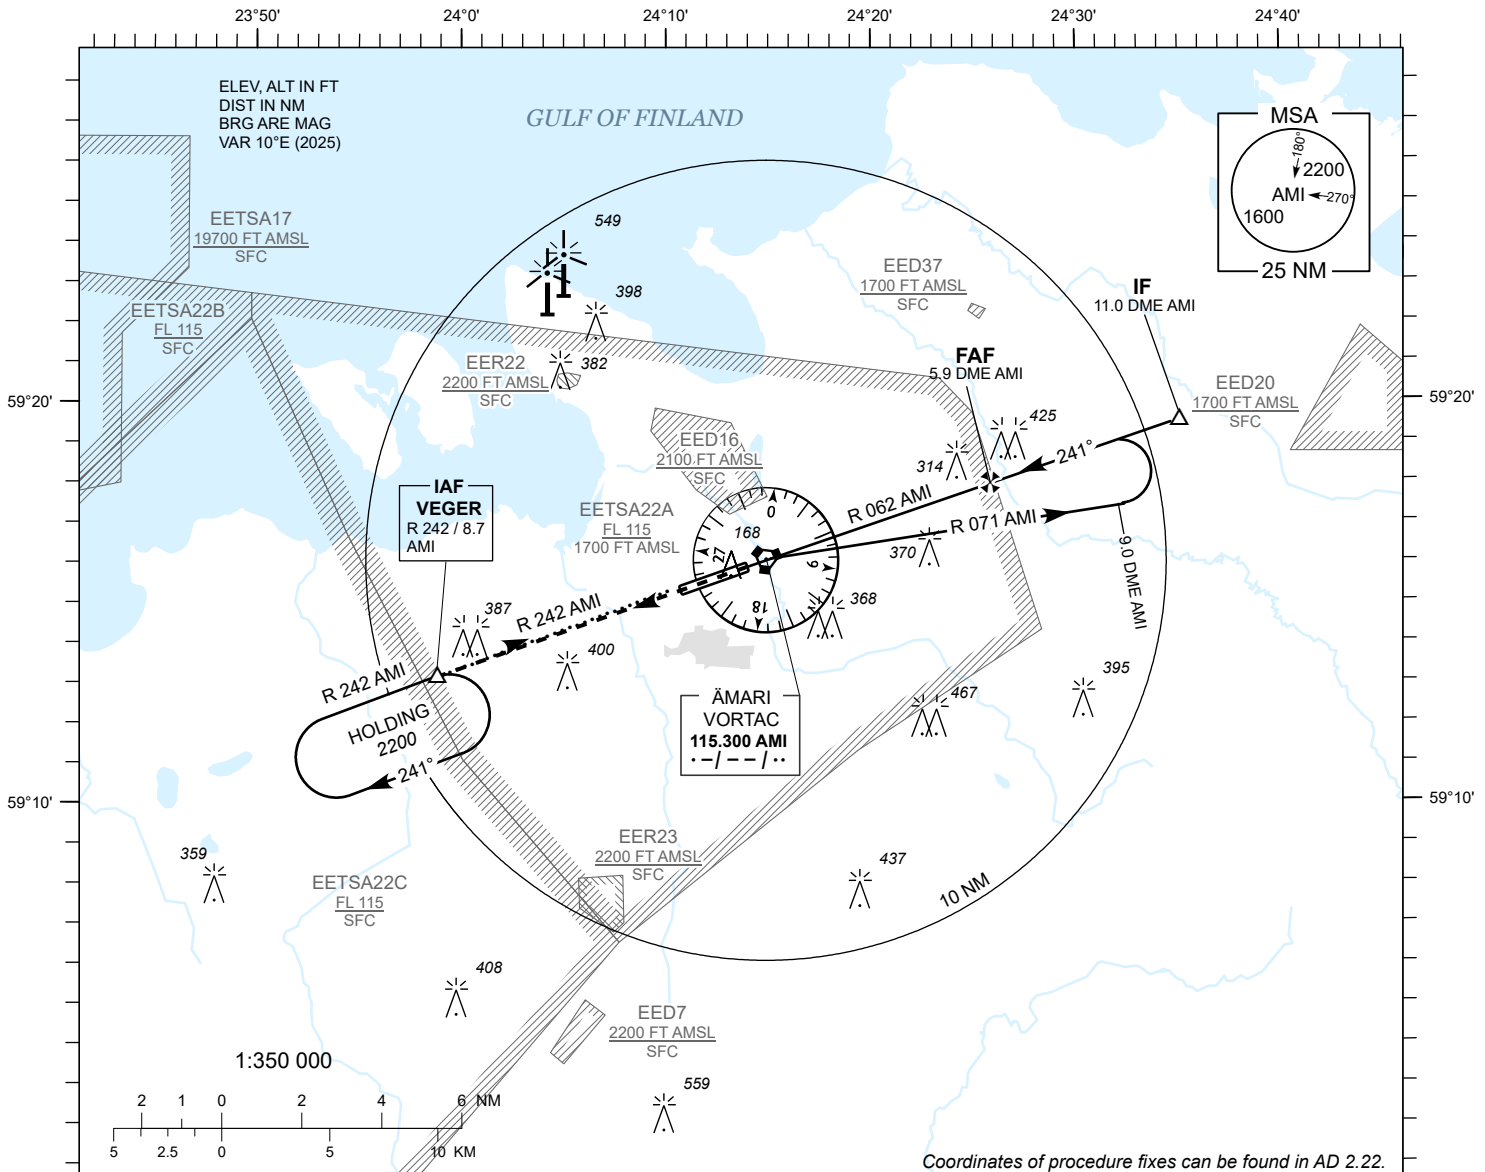 23°50'
24°0'
24°10'
24°20'
24°30'
24°40'
ELEV, ALT IN FT
DIST IN NM
BRG ARE MAG
VAR 10°E (2025)
GULF OF FINLAND
MSA
180°
2200
AMI
270°
1600
25 NM
EETSA17
19700 FT AMSL
SFC
549
EED37
1700 FT AMSL
SFC
IF
11.0 DME AMI
EETSA22B
FL 115
SFC
398
EER22
2200 FT AMSL
SFC
382
FAF
5.9 DME AMI
EED20
1700 FT AMSL
SFC
59°20'
59°20'
425
EED16
2100 FT AMSL
SFC
314
241°
IAF
VEGER
R 242 / 8.7
AMI
EETSA22A
FL 115
1700 FT AMSL
168
0
9
18
27
R 062 AMI
R 071 AMI
370
9.0 DME AMI
387
R 242 AMI
368
400
R 242 AMI
HOLDING
2200
241°
395
467
ÄMARI
VORTAC
115.300 AMI
· –/ – – / ··
59°10'
59°10'
359
EER23
2200 FT AMSL
SFC
437
10 NM
EETSA22C
FL 115
SFC
408
EED7
2200 FT AMSL
SFC
1:350 000
559
2 1 0 2 4 6 NM
5 2.5 0 5 10 KM
Coordinates of procedure fixes can be found in AD 2.22.